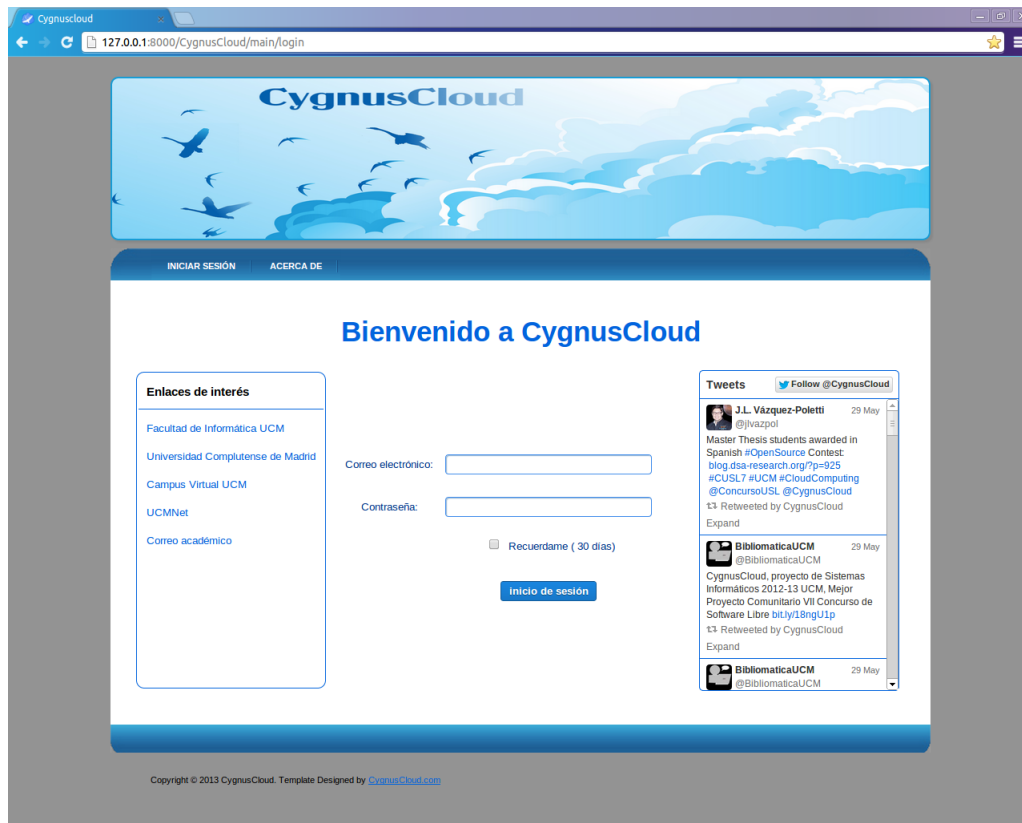 Cygnuscloud
127.0.0.1:8000/CygnusCloud/main/login
CygnusCloud
INICIAR SESIÓN
ACERCA DE
Bienvenido a CygnusCloud
Enlaces de interés
Facultad de Informática UCM
Universidad Complutense de Madrid
Campus Virtual UCM
UCMNet
Correo académico
Correo electrónico:
Contraseña:
Recuerdame ( 30 días)
inicio de sesión
Tweets
Follow @CygnusCloud
J.L. Vázquez-Poletti 29 May
@jlvazpol
Master Thesis students awarded in
Spanish #OpenSource Contest:
blog.dsa-research.org/?p=925
#CUSL7 #UCM #CloudComputing
@ConcursoUSL @CygnusCloud
Retweeted by CygnusCloud
Expand
BibliomaticaUCM 29 May
@BibliomaticaUCM
CygnusCloud, proyecto de Sistemas
Informáticos 2012-13 UCM, Mejor
Proyecto Comunitario VII Concurso de
Software Libre bit.ly/18ngU1p
Retweeted by CygnusCloud
Expand
BibliomaticaUCM 29 May
@BibliomaticaUCM
Copyright © 2013 CygnusCloud. Template Designed by CygnusCloud.com